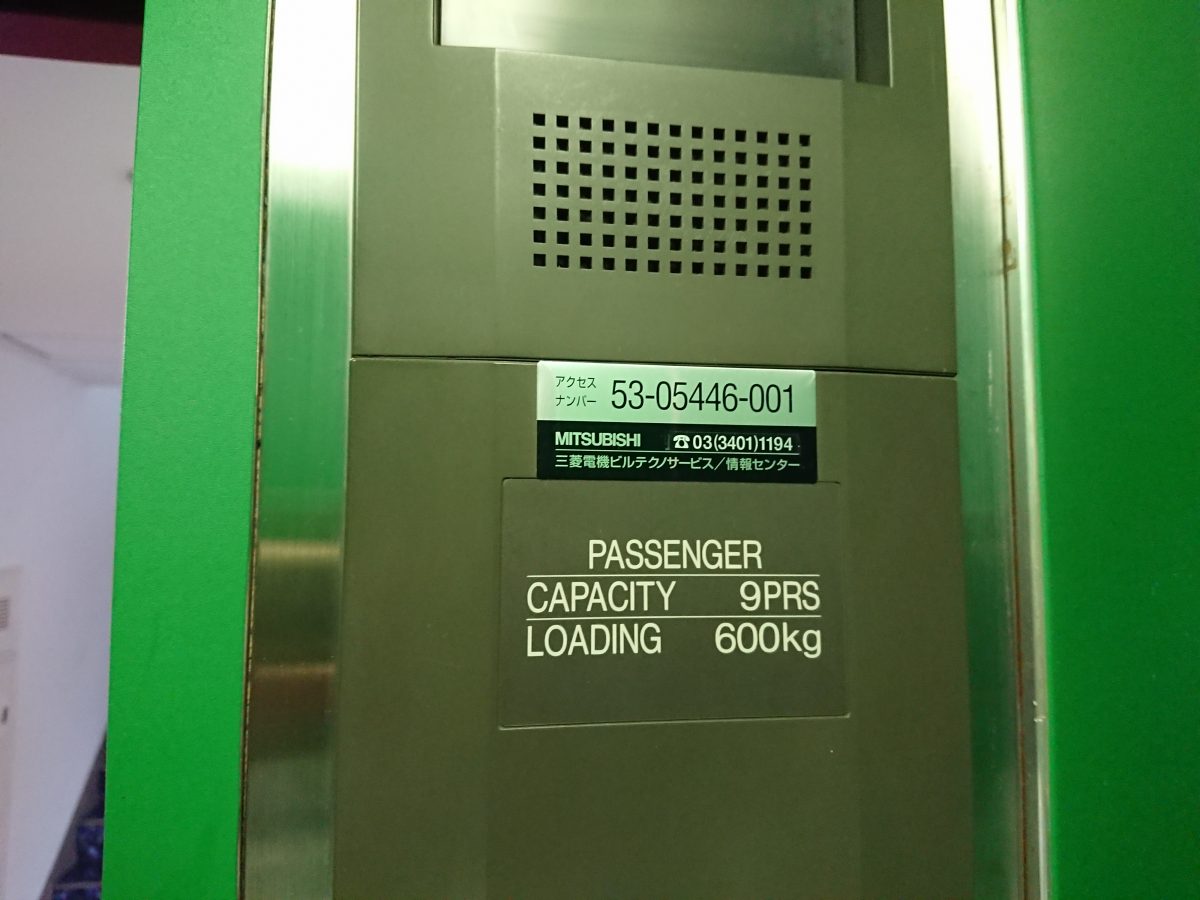 アクセス
ナンバー 53-05446-001
MITSUBISHI ☎03(3401)1194
三菱電機ビルテクノサービス/情報センター
PASSENGER
CAPACITY 9PRS
LOADING 600kg